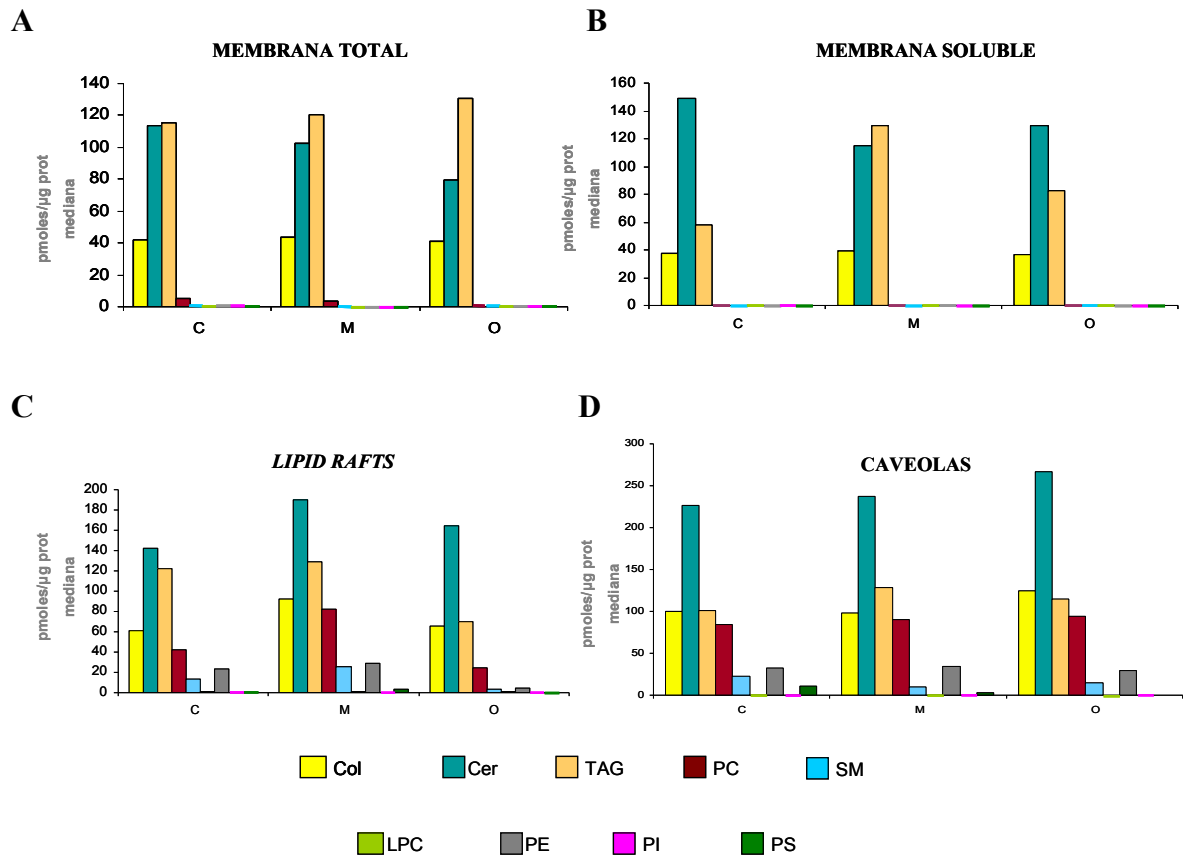 A
MEMBRANA TOTAL
pmoles/µg prot
mediana
140
120
100
80
60
40
20
0
C M O
B
MEMBRANA SOLUBLE
pmoles/µg prot
mediana
160
140
120
100
80
60
40
20
0
C M O
C
LIPID RAFTS
pmoles/µg prot
mediana
200
180
160
140
120
100
80
60
40
20
0
C M O
D
CAVEOLAS
pmoles/µg prot
mediana
300
250
200
150
100
50
0
C M O
Col Cer TAG PC SM
LPC PE PI PS